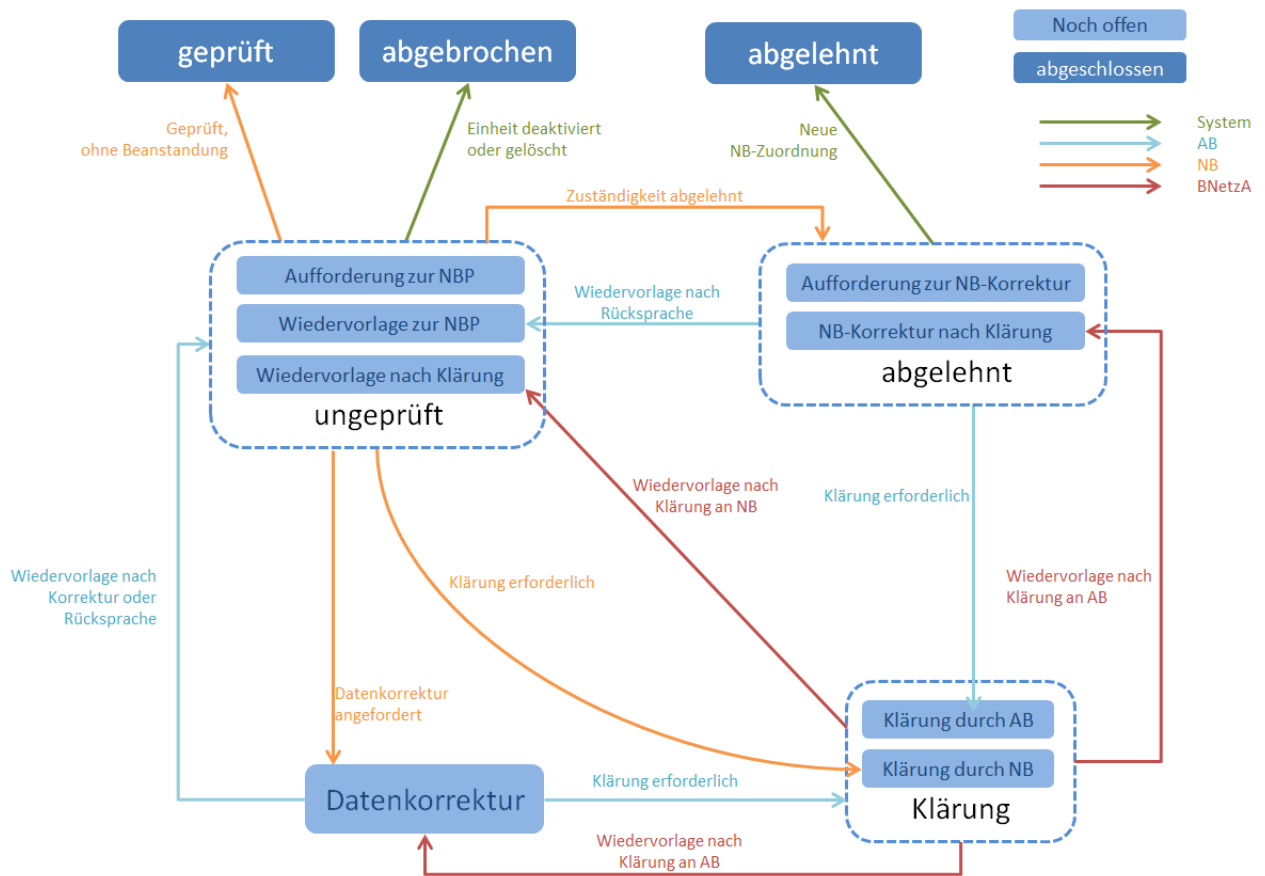 geprüft
abgebrochen
abgelehnt
Noch offen
abgeschlossen
System
AB
NB
BNetzA
Geprüft,
ohne Beanstandung
Einheit deaktiviert
oder gelöscht
Neue
NB-Zuordnung
Zuständigkeit abgelehnt
Aufforderung zur NBP
Wiedervorlage zur NBP
Wiedervorlage nach Klärung
ungeprüft
Wiedervorlage nach
Rücksprache
Aufforderung zur NB-Korrektur
NB-Korrektur nach Klärung
abgelehnt
Wiedervorlage nach
Klärung an NB
Klärung erforderlich
Wiedervorlage nach
Korrektur oder
Rücksprache
Klärung erforderlich
Wiedervorlage nach
Klärung an AB
Datenkorrektur
angefordert
Klärung durch AB
Klärung durch NB
Klärung
Datenkorrektur
Klärung erforderlich
Wiedervorlage nach
Klärung an AB